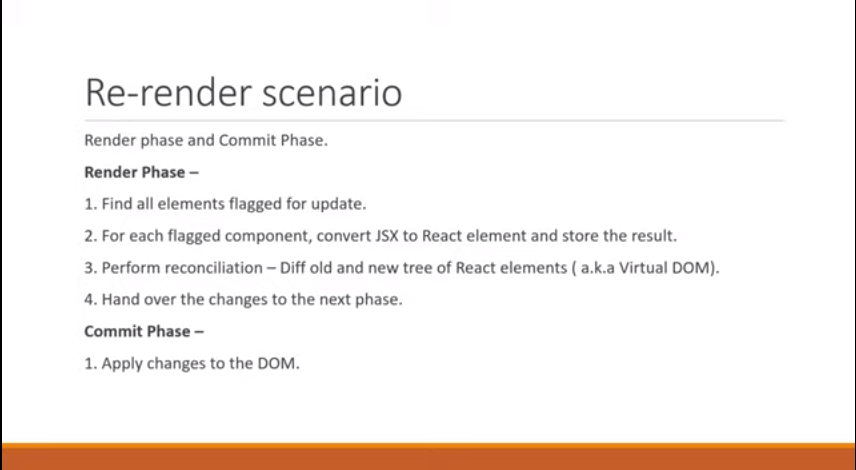 Re-render scenario
Render phase and Commit Phase.
Render Phase –
1. Find all elements flagged for update.
2. For each flagged component, convert JSX to React element and store the result.
3. Perform reconciliation – Diff old and new tree of React elements ( a.k.a Virtual DOM).
4. Hand over the changes to the next phase.
Commit Phase –
1. Apply changes to the DOM.